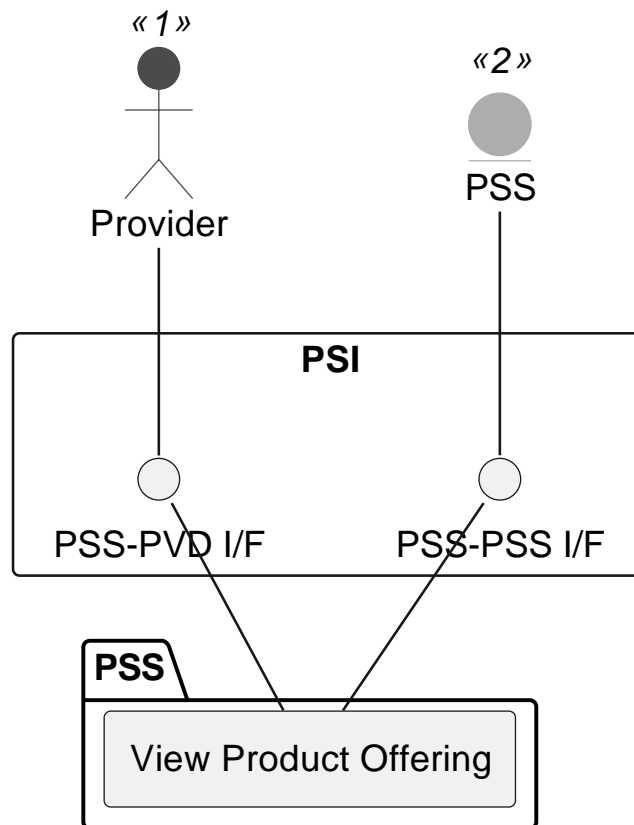 «1»
«2»
Provider
PSS
PSI
PSS-PVD I/F
PSS-PSS I/F
PSS
View Product Offering